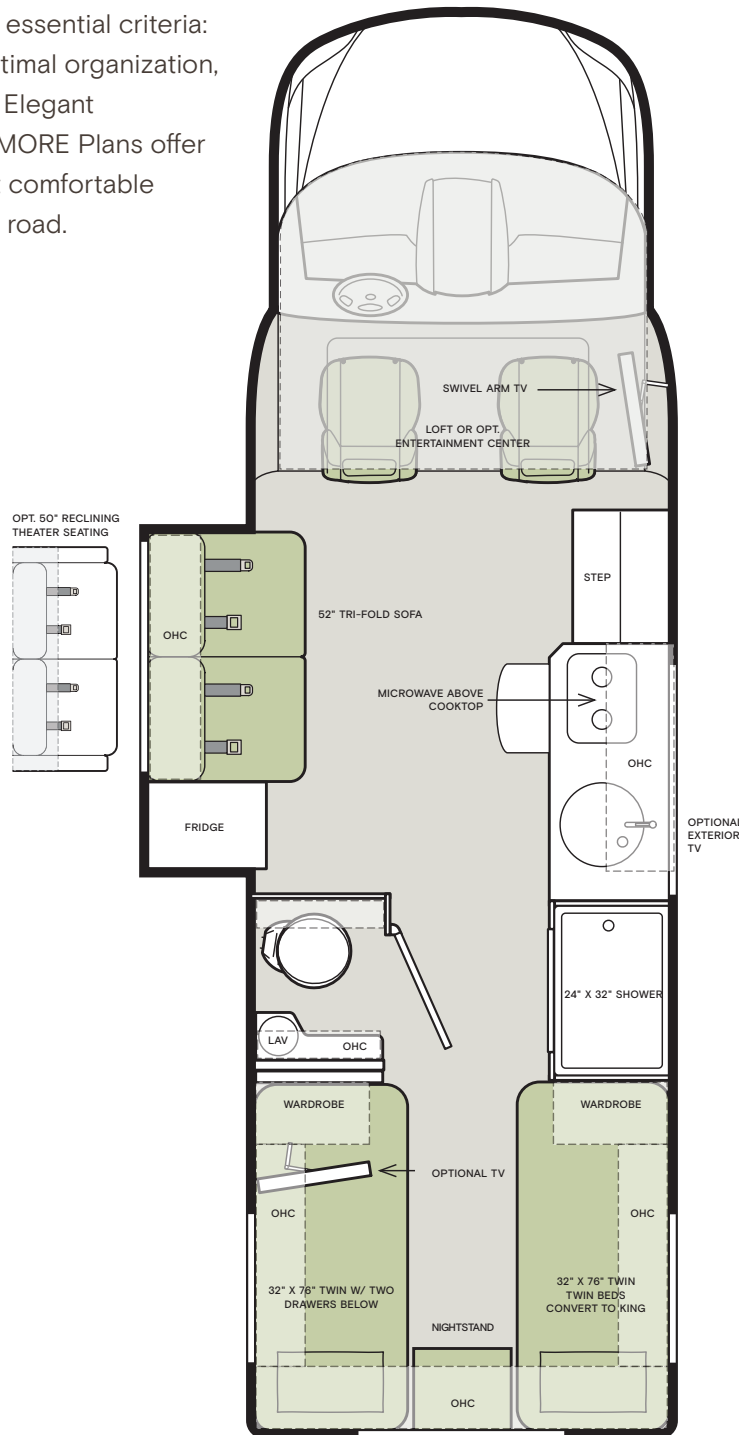 essential criteria:
timal organization,
Elegant
MORE Plans offer
comfortable
road.
SWIVEL ARM TV
LOFT OR OPT.
ENTERTAINMENT CENTER
OPT. 50" RECLINING
THEATER SEATING
STEP
52" TRI-FOLD SOFA
OHC
MICROWAVE ABOVE
COOKTOP
OHC
FRIDGE
OPTIONAL
EXTERIOR
TV
24" X 32" SHOWER
LAV
OHC
WARDROBE
WARDROBE
OPTIONAL TV
OHC
OHC
32" X 76" TWIN W/ TWO
DRAWERS BELOW
32" X 76" TWIN
TWIN BEDS
CONVERT TO KING
NIGHTSTAND
OHC